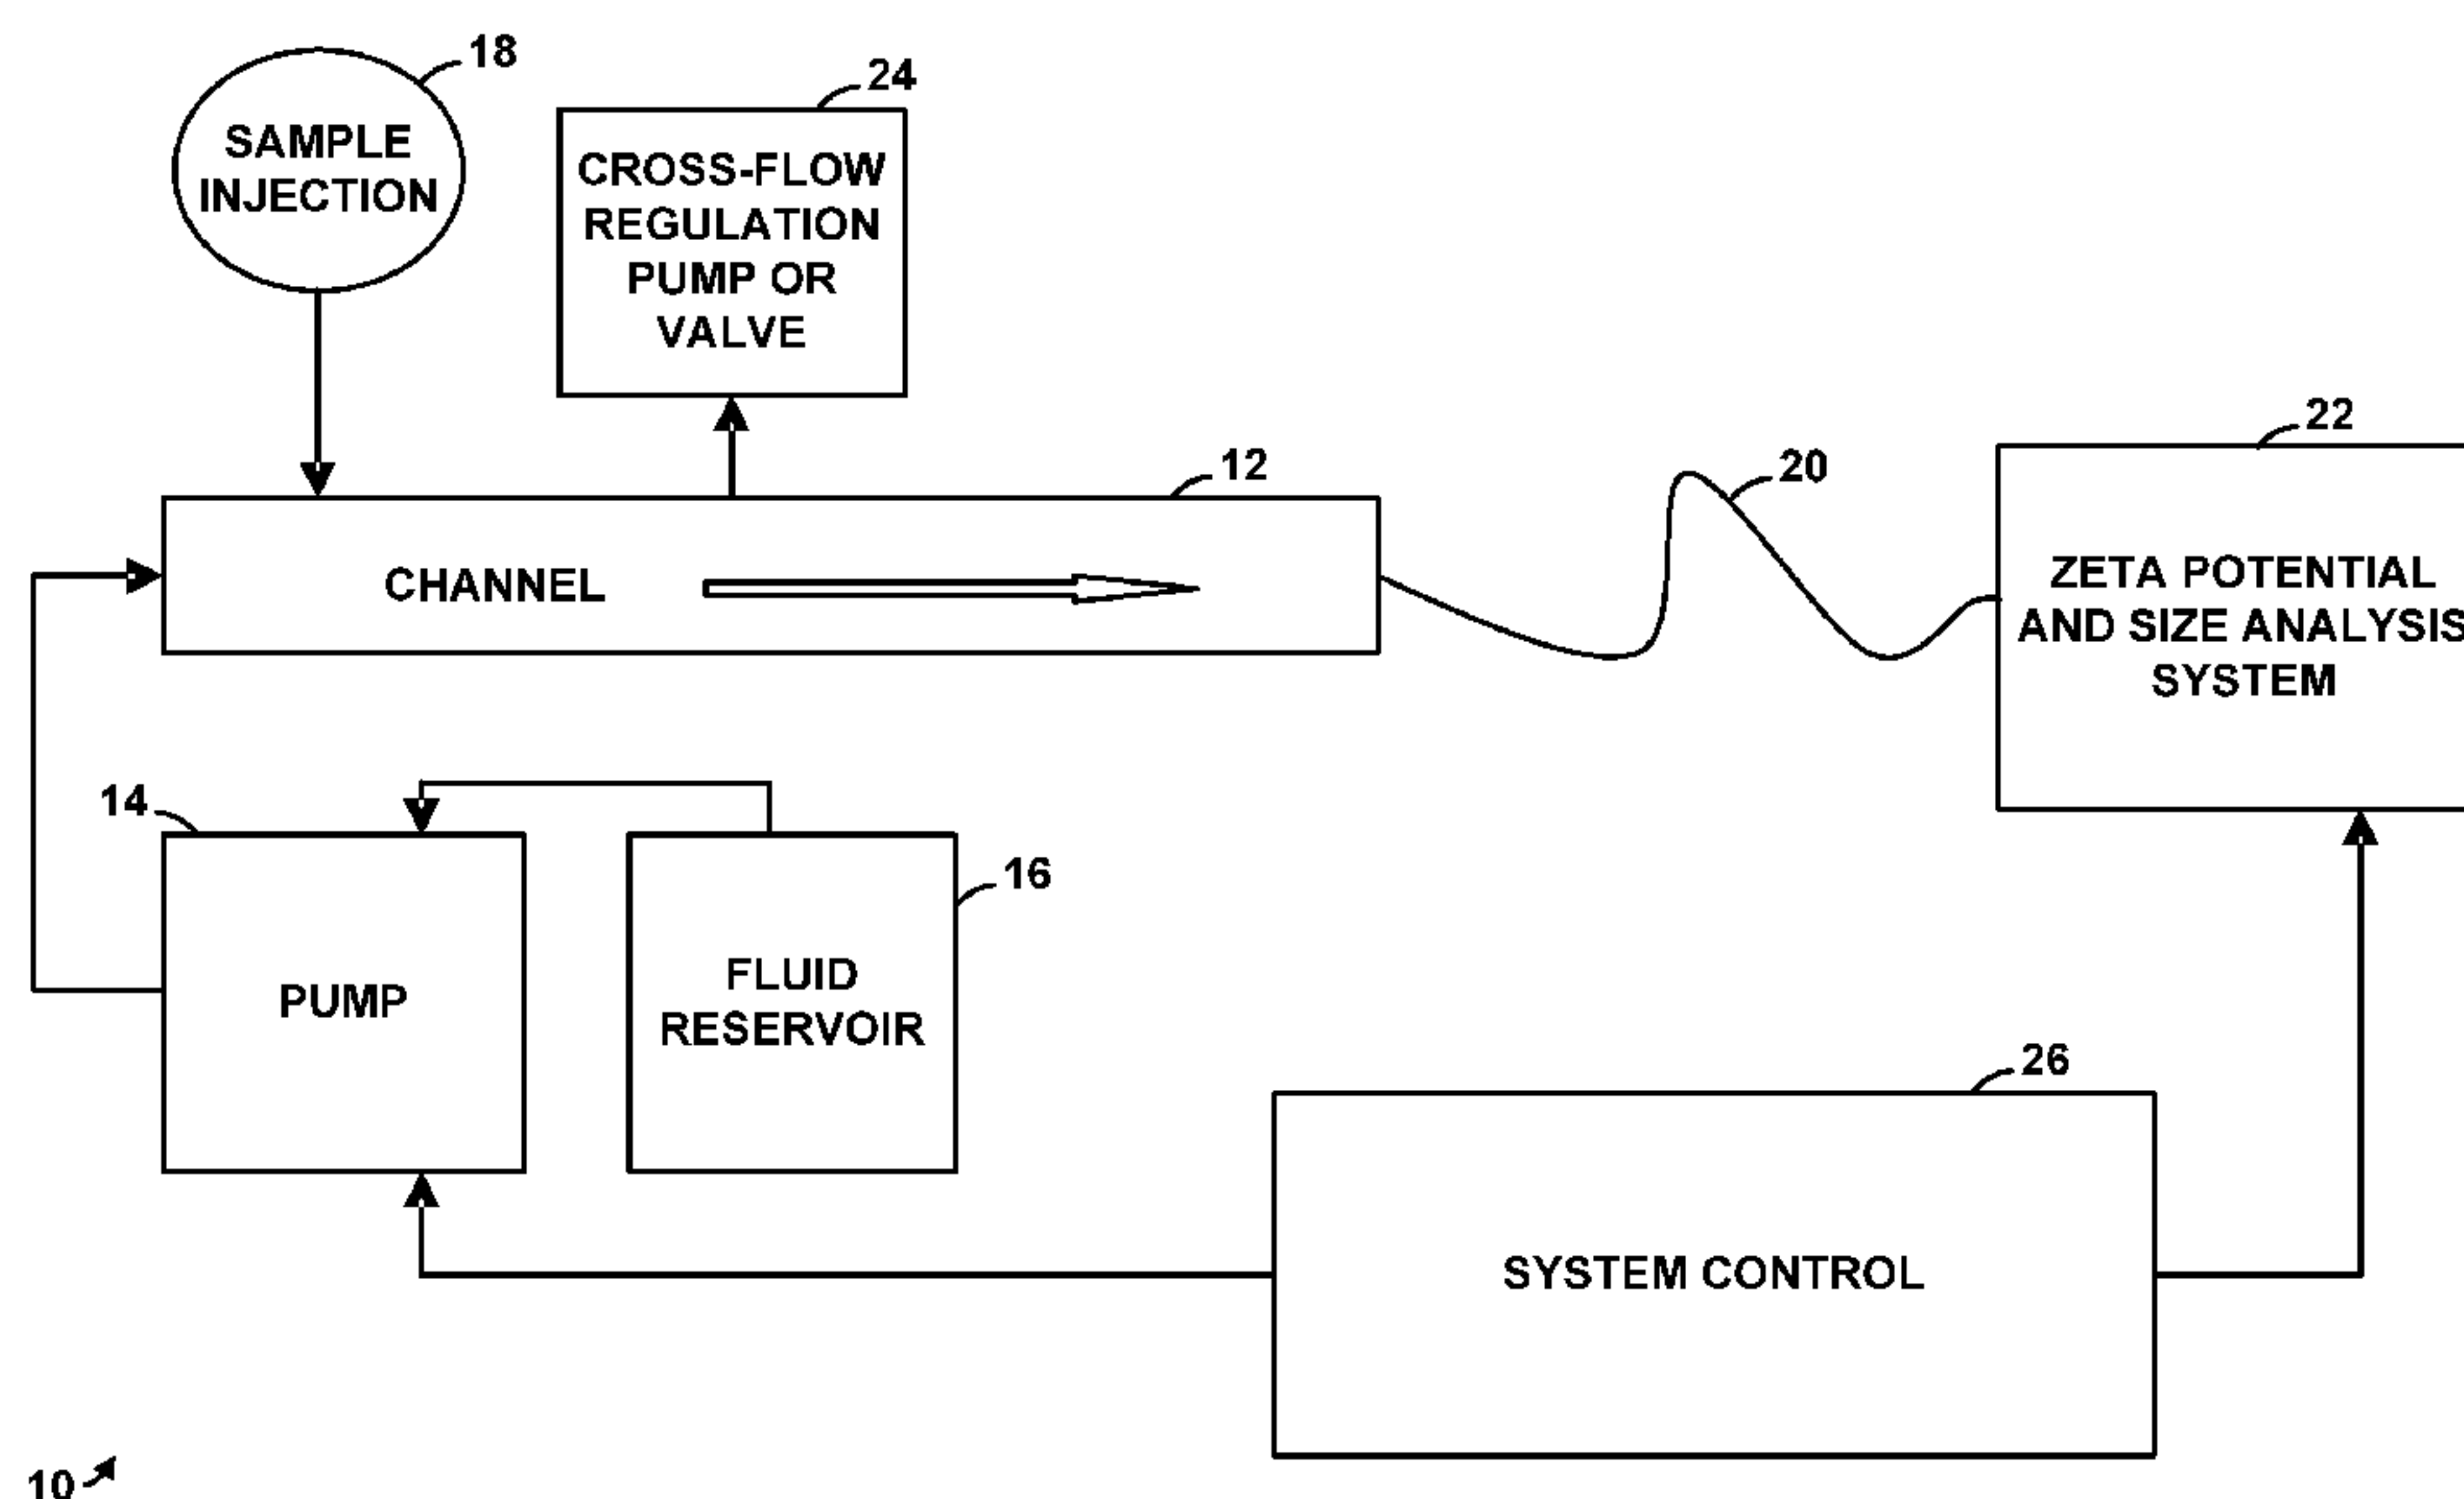 18
SAMPLE
INJECTION
24
CROSS-FLOW
REGULATION
PUMP OR
VALVE
12
CHANNEL
20
22
ZETA POTENTIAL
AND SIZE ANALYSIS
SYSTEM
14
PUMP
16
FLUID
RESERVOIR
26
SYSTEM CONTROL
10